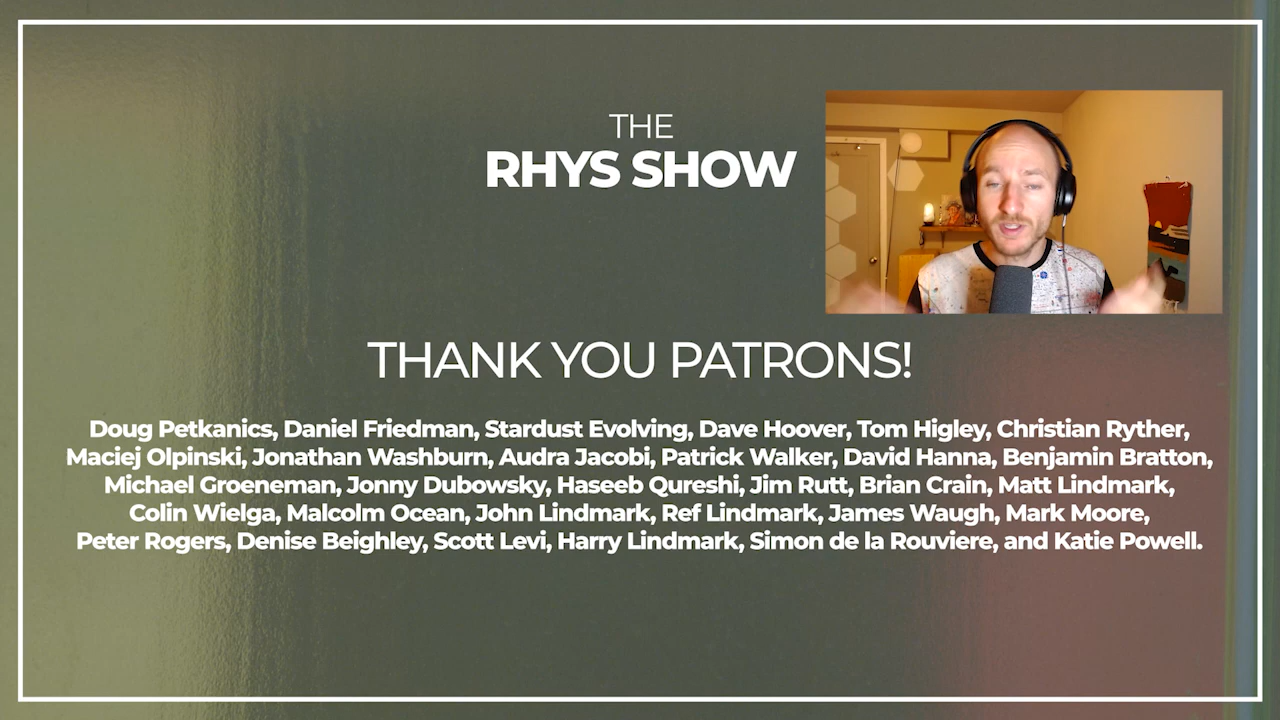 THE
RHYS SHOW
THANK YOU PATRONS!
Doug Petkanics, Daniel Friedman, Stardust Evolving, Dave Hoover, Tom Higley, Christian Ryther,
Maciej Olpinski, Jonathan Washburn, Audra Jacobi, Patrick Walker, David Hanna, Benjamin Bratton,
Michael Groeneman, Jonny Dubowsky, Haseeb Qureshi, Jim Rutt, Brian Crain, Matt Lindmark,
Colin Wielga, Malcolm Ocean, John Lindmark, Ref Lindmark, James Waugh, Mark Moore,
Peter Rogers, Denise Beighley, Scott Levi, Harry Lindmark, Simon de la Rouviere, and Katie Powell.